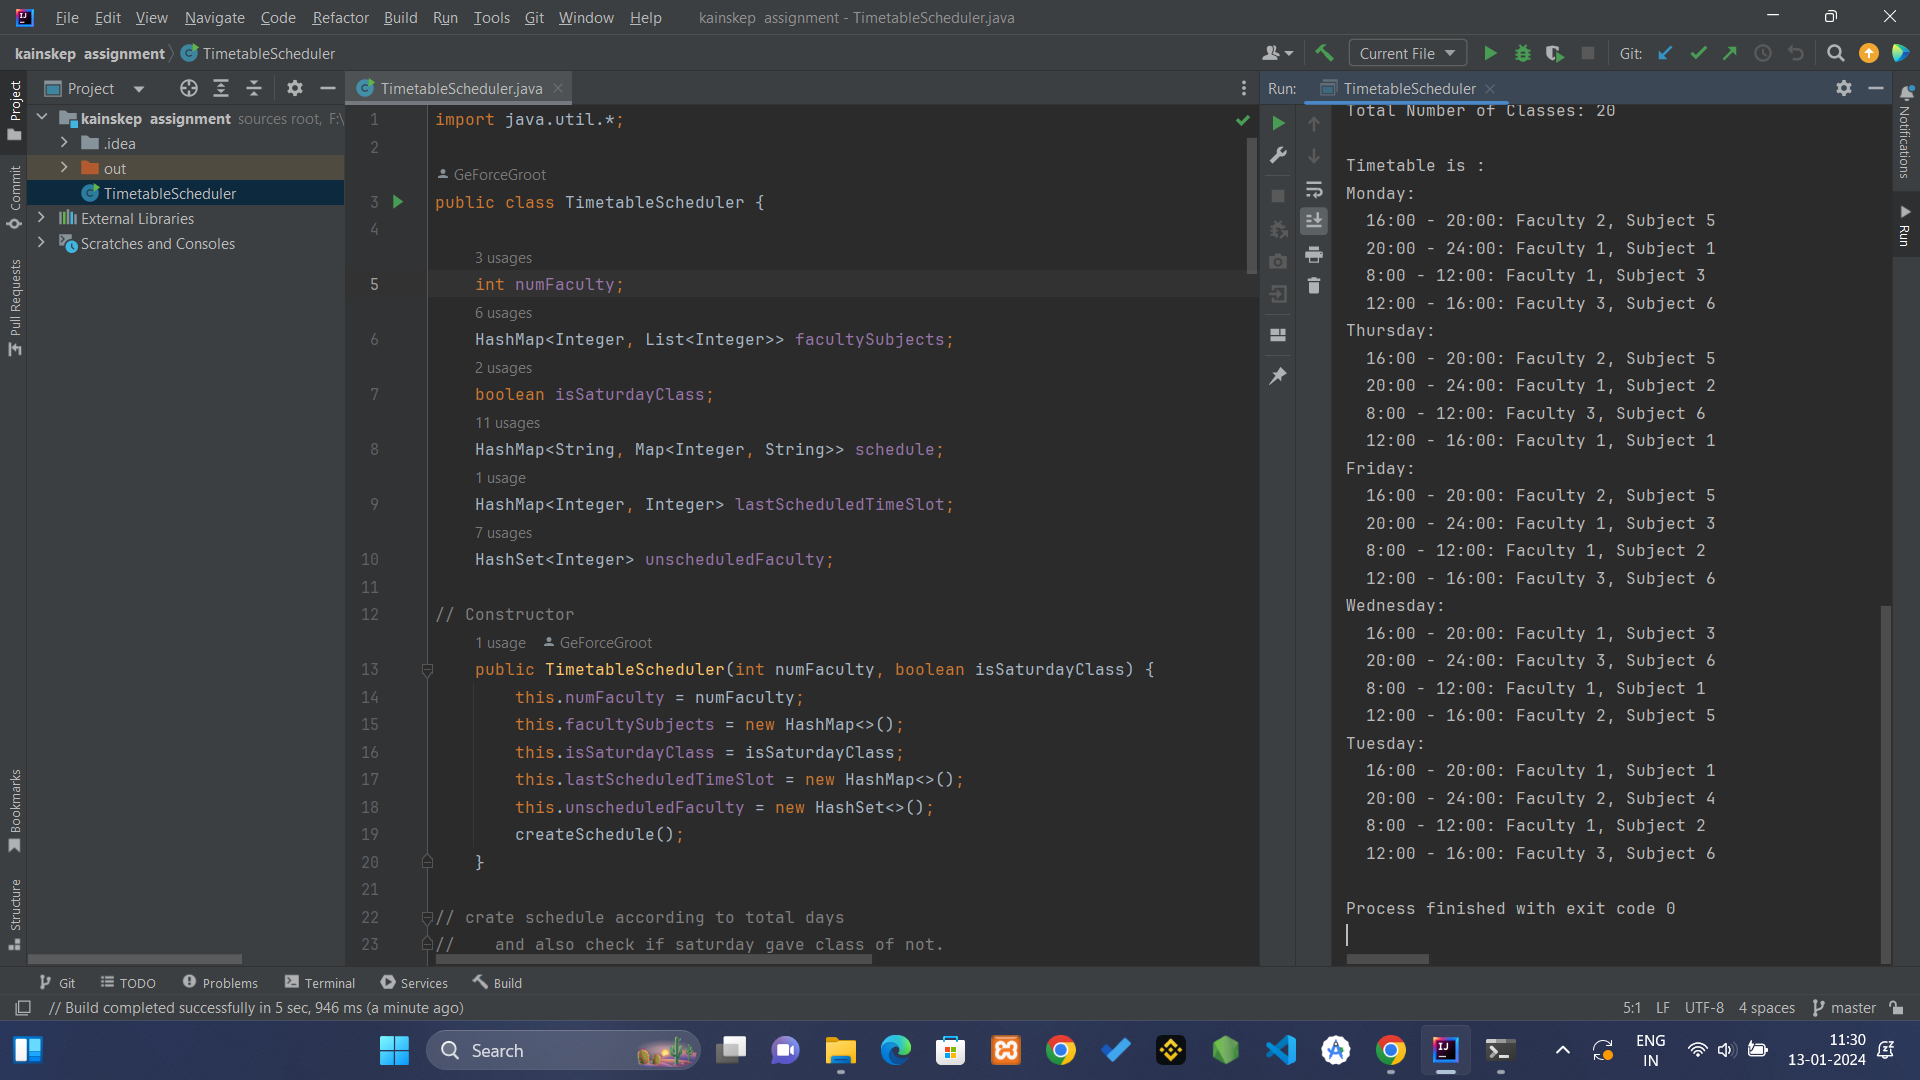 File Edit View Navigate Code Refactor Build Run Tools Git Window Help kainskep assignment - TimetableScheduler.java
kainskep assignment TimetableScheduler
Current File Git:
Project
Commit
Pull Requests
Bookmarks
Structure
Project
kainskep assignment sources root, F:\
.idea
out
TimetableScheduler
External Libraries
Scratches and Consoles
TimetableScheduler.java
1 import java.util.*;
2
GeForceGroot
3 public class TimetableScheduler {
4
3 usages
5 int numFaculty;
6 usages
6 HashMap<Integer, List<Integer>> facultySubjects;
2 usages
7 boolean isSaturdayClass;
11 usages
8 HashMap<String, Map<Integer, String>> schedule;
1 usage
9 HashMap<Integer, Integer> lastScheduledTimeSlot;
7 usages
10 HashSet<Integer> unscheduledFaculty;
11
12 // Constructor
1 usage GeForceGroot
13 public TimetableScheduler(int numFaculty, boolean isSaturdayClass) {
14 this.numFaculty = numFaculty;
15 this.facultySubjects = new HashMap<>();
16 this.isSaturdayClass = isSaturdayClass;
17 this.lastScheduledTimeSlot = new HashMap<>();
18 this.unscheduledFaculty = new HashSet<>();
19 createSchedule();
20 }
21
22 // crate schedule according to total days
23 // and also check if saturday gave class of not.
Run: TimetableScheduler
Total Number of Classes: 20
Timetable is :
Monday:
16:00 - 20:00: Faculty 2, Subject 5
20:00 - 24:00: Faculty 1, Subject 1
8:00 - 12:00: Faculty 1, Subject 3
12:00 - 16:00: Faculty 3, Subject 6
Thursday:
16:00 - 20:00: Faculty 2, Subject 5
20:00 - 24:00: Faculty 1, Subject 2
8:00 - 12:00: Faculty 3, Subject 6
12:00 - 16:00: Faculty 1, Subject 1
Friday:
16:00 - 20:00: Faculty 2, Subject 5
20:00 - 24:00: Faculty 1, Subject 3
8:00 - 12:00: Faculty 1, Subject 2
12:00 - 16:00: Faculty 3, Subject 6
Wednesday:
16:00 - 20:00: Faculty 1, Subject 3
20:00 - 24:00: Faculty 3, Subject 6
8:00 - 12:00: Faculty 1, Subject 1
12:00 - 16:00: Faculty 2, Subject 5
Tuesday:
16:00 - 20:00: Faculty 1, Subject 1
20:00 - 24:00: Faculty 2, Subject 4
8:00 - 12:00: Faculty 1, Subject 2
12:00 - 16:00: Faculty 3, Subject 6
Process finished with exit code 0
Notifications
Run
Git TODO Problems Terminal Services Build
// Build completed successfully in 5 sec, 946 ms (a minute ago) 5:1 LF UTF-8 4 spaces master
Search
ENG
IN
11:30
13-01-2024